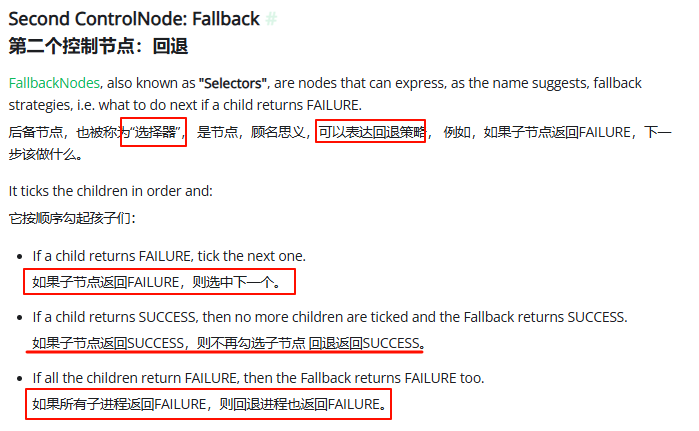 Second ControlNode: Fallback #
第二个控制节点：回退
FallbackNodes, also known as "Selectors", are nodes that can express, as the name suggests, fallback
strategies, i.e. what to do next if a child returns FAILURE.
后备节点，也被称为“选择器”， 是节点，顾名思义，可以表达回退策略， 例如，如果子节点返回FAILURE，下一
步该做什么。
It ticks the children in order and:
它按顺序勾起孩子们：
• If a child returns FAILURE, tick the next one.
如果子节点返回FAILURE，则选中下一个。
• If a child returns SUCCESS, then no more children are ticked and the Fallback returns SUCCESS.
如果子节点返回SUCCESS，则不再勾选子节点 回退返回SUCCESS。
• If all the children return FAILURE, then the Fallback returns FAILURE too.
如果所有子进程返回FAILURE，则回退进程也返回FAILURE。